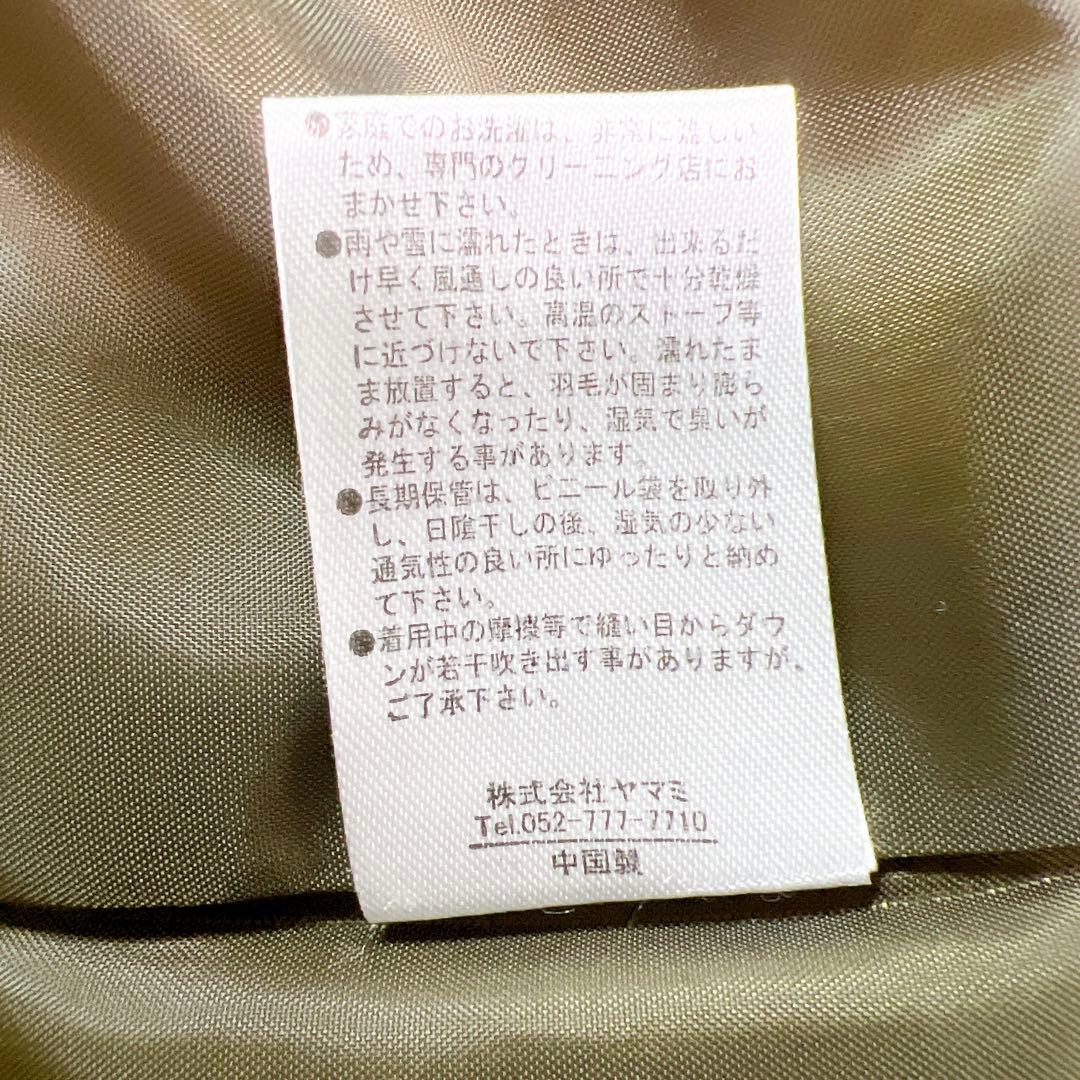 ●家庭でのお洗濯は、非常に難しい
ため、専門のクリーニング店にお
まかせ下さい。
●雨や雪に濡れたときは、出来るだ
け早く風通しの良い所で十分乾燥
させて下さい。高温のストーブ等
に近づけないで下さい。濡れたま
ま放置すると、羽毛が固まり膨ら
みがなくなったり、湿気で臭いが
発生する事があります。
●長期保管は、ビニール袋を取り外
し、日陰干しの後、湿気の少ない
通気性の良い所にゆったりと納め
て下さい。
●着用中の摩擦等で縫い目からダウ
ンが若干吹き出す事がありますが、
ご了承下さい。
株式会社ヤマミ
Tel.052-777-7710
中国製